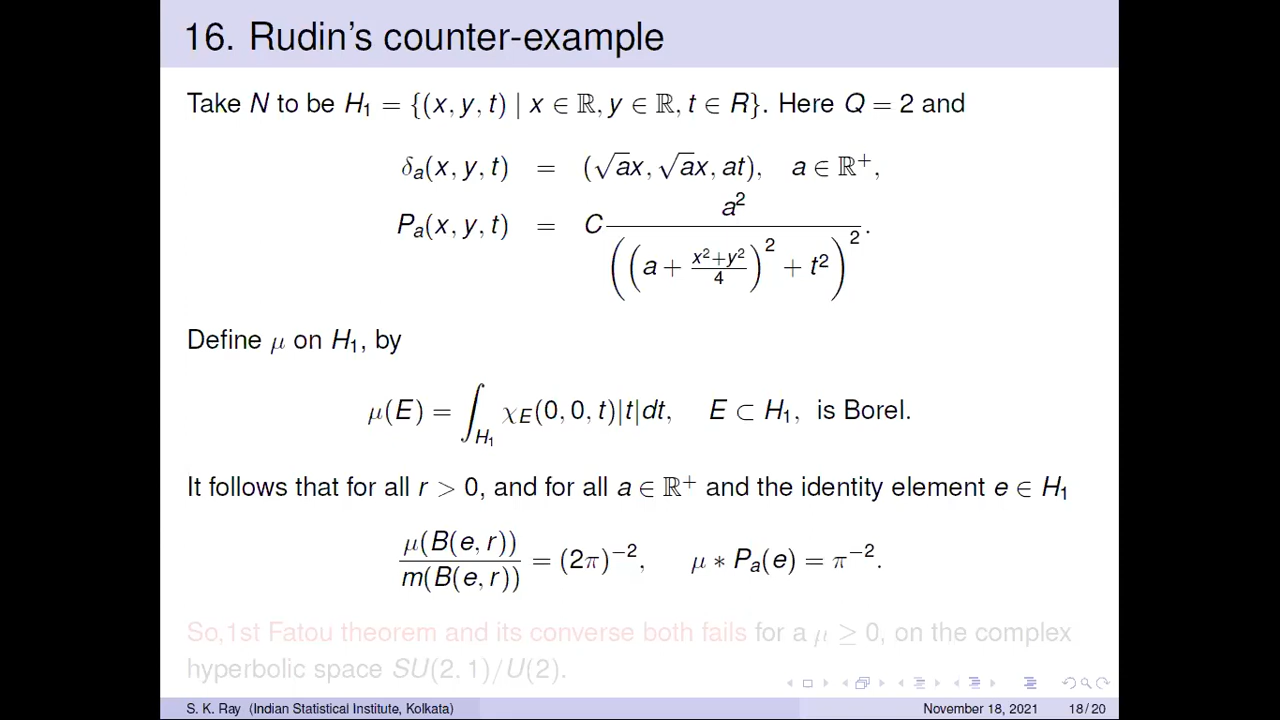 16. Rudin's counter-example
Take N to be H₁ = {(x, y, t) | x ∈ ℝ, y ∈ ℝ, t ∈ R}. Here Q = 2 and
δₐ(x, y, t) = (√ax, √ax, at), a ∈ ℝ⁺,
Pₐ(x, y, t) = C a² / ((a + (x²+y²)/4)² + t²)².
Define μ on H₁, by
μ(E) = ∫_{H₁} χ_E(0, 0, t)|t|dt, E ⊂ H₁, is Borel.
It follows that for all r > 0, and for all a ∈ ℝ⁺ and the identity element e ∈ H₁
μ(B(e, r)) / m(B(e, r)) = (2π)⁻², μ ∗ Pₐ(e) = π⁻².
So,1st Fatou theorem and its converse both fails for a μ ≥ 0, on the complex
hyperbolic space SU(2, 1)/U(2).
S. K. Ray (Indian Statistical Institute, Kolkata) November 18, 2021 18 / 20